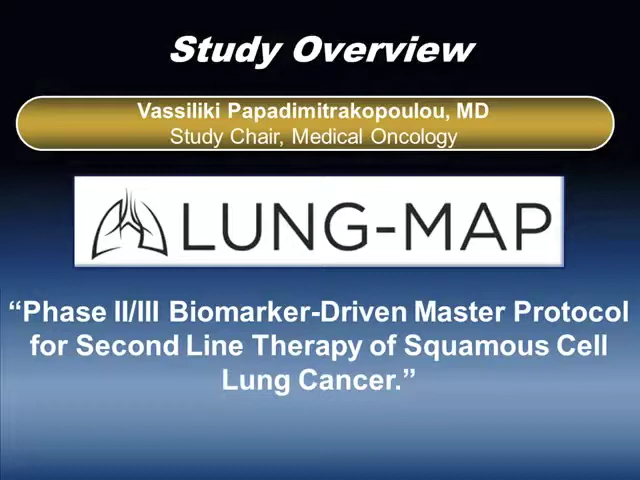 Study Overview
Vassiliki Papadimitrakopoulou, MD
Study Chair, Medical Oncology
LUNG-MAP
“Phase II/III Biomarker-Driven Master Protocol
for Second Line Therapy of Squamous Cell
Lung Cancer.”